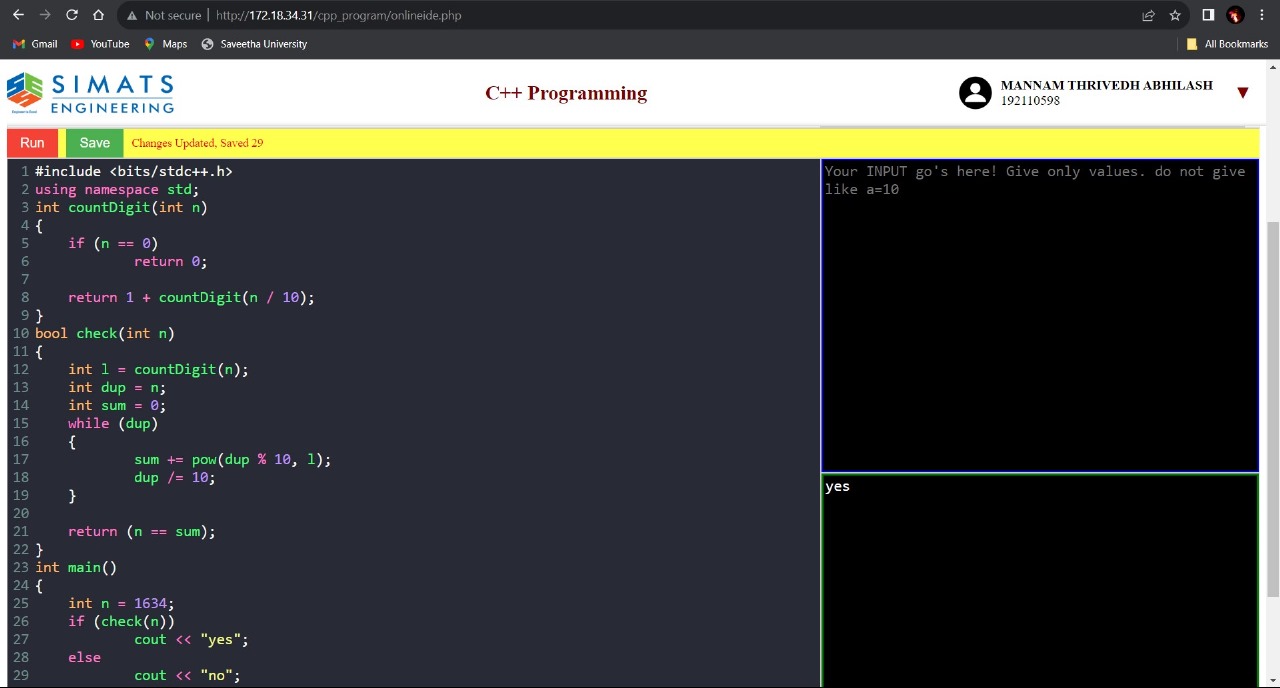 Not secure | http://172.18.34.31/cpp_program/onlineide.php
Gmail YouTube Maps Saveetha University All Bookmarks
SIMATS
ENGINEERING
C++ Programming
MANNAM THRIVEDH ABHILASH
192110598
Run Save Changes Updated, Saved 29
1 #include <bits/stdc++.h>
2 using namespace std;
3 int countDigit(int n)
4 {
5 if (n == 0)
6 return 0;
7
8 return 1 + countDigit(n / 10);
9 }
10 bool check(int n)
11 {
12 int l = countDigit(n);
13 int dup = n;
14 int sum = 0;
15 while (dup)
16 {
17 sum += pow(dup % 10, l);
18 dup /= 10;
19 }
20
21 return (n == sum);
22 }
23 int main()
24 {
25 int n = 1634;
26 if (check(n))
27 cout << "yes";
28 else
29 cout << "no";
Your INPUT go's here! Give only values. do not give
like a=10
yes